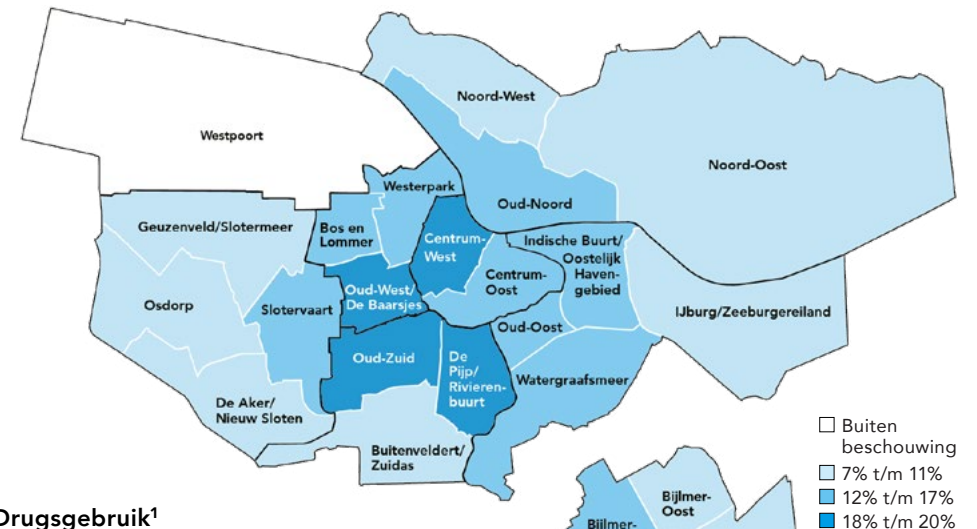 Noord-West
Westpoort
Noord-Oost
Westerpark
Oud-Noord
Geuzenveld/Slotermeer
Bos en
Lommer
Centrum-
West
Indische Buurt/
Oostelijk
Haven-
gebied
Centrum-
Oost
Osdorp
Slotervaart
Oud-West/
De Baarsjes
IJburg/Zeeburgereiland
Oud-Oost
Oud-Zuid
De
Pijp/
Rivieren-
buurt
Watergraafsmeer
De Aker/
Nieuw Sloten
Buitenveldert/
Zuidas
Buiten
beschouwing
7% t/m 11%
12% t/m 17%
18% t/m 20%
Bijlmer-
Oost
Bijlmer-
Drugsgebruik¹